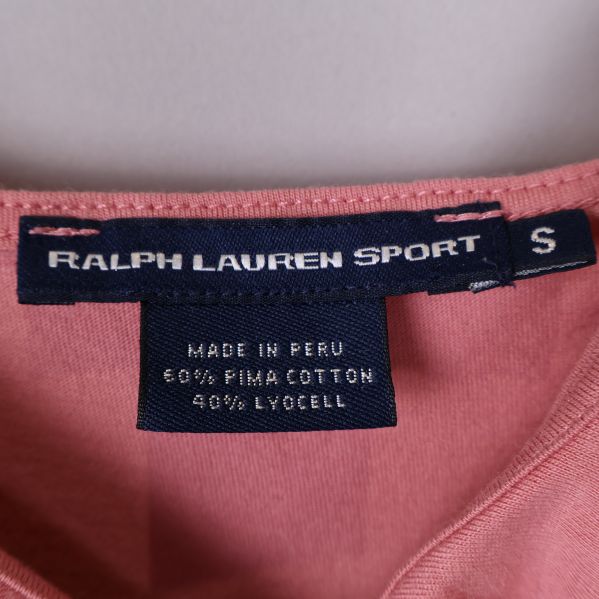 RALPH LAUREN SPORT
S
MADE IN PERU
60% PIMA COTTON
40% LYOCELL